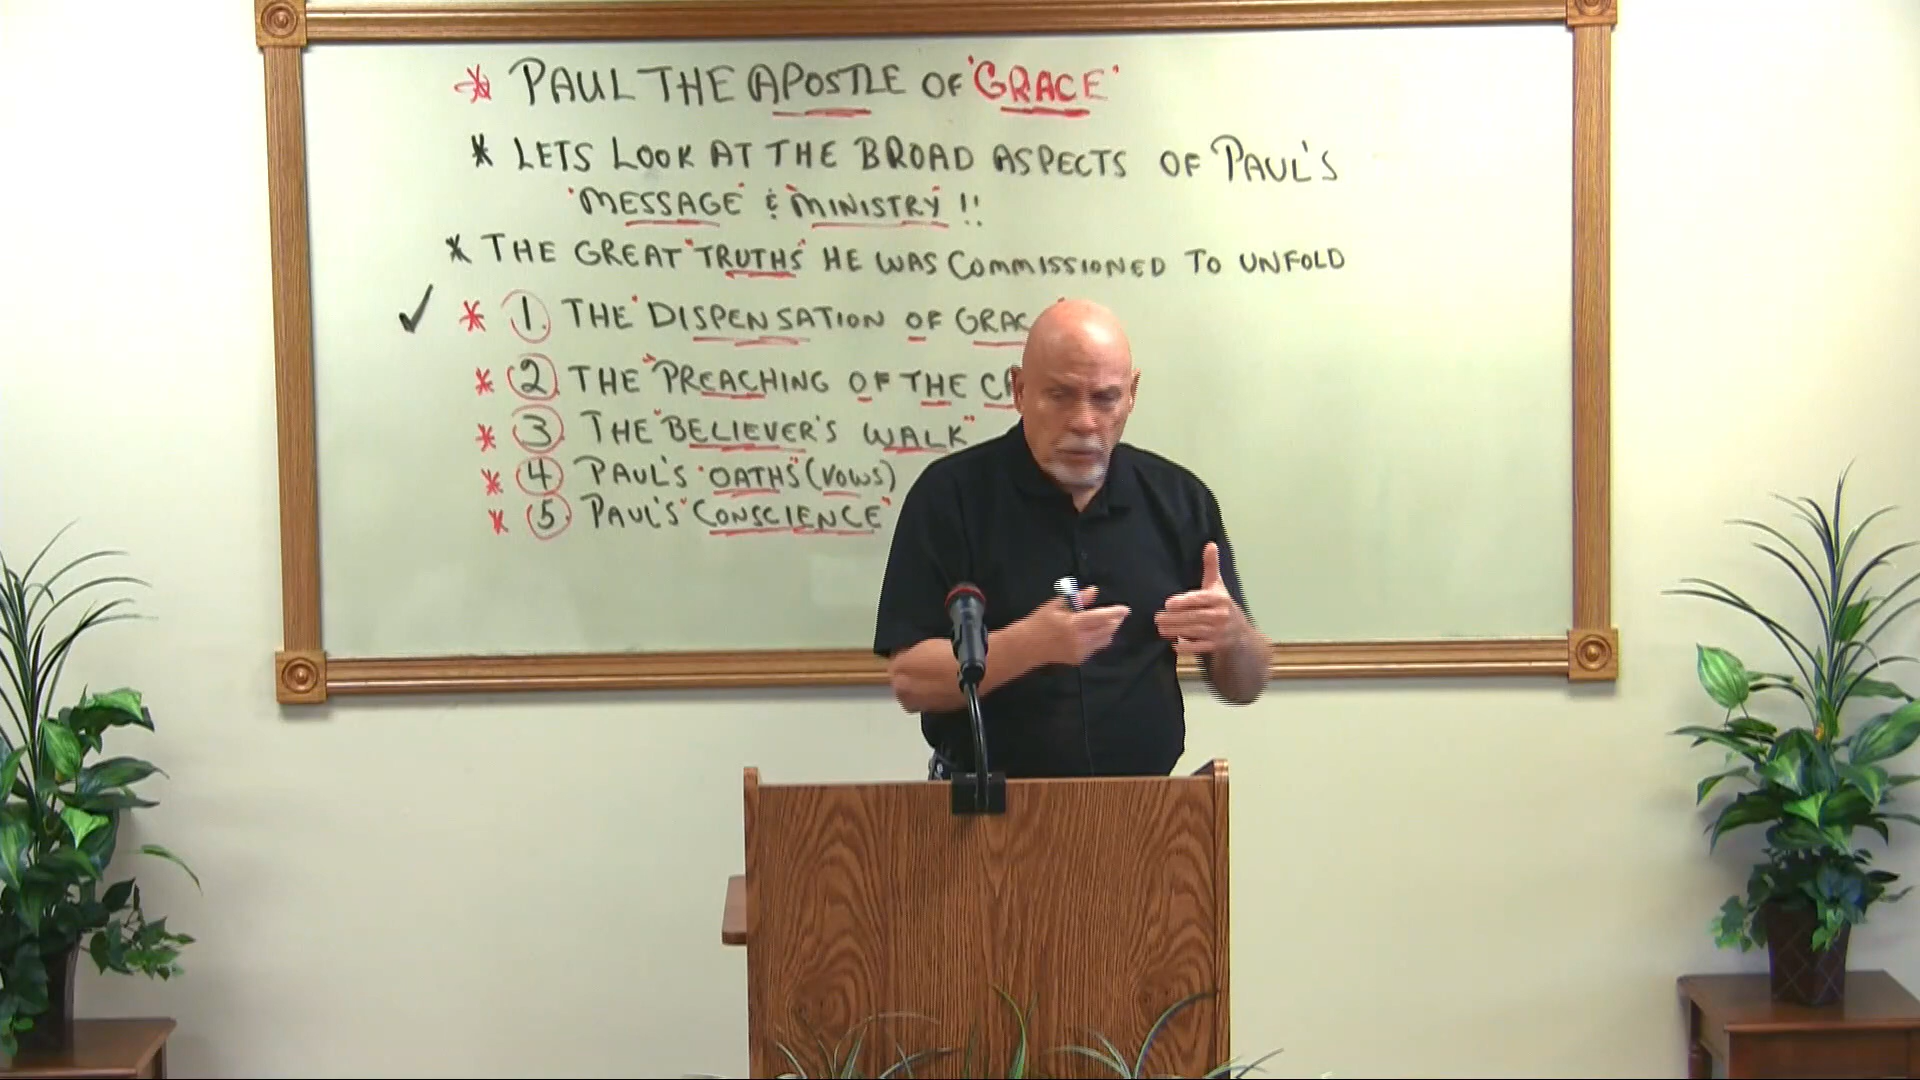 * PAUL THE APOSTLE OF "GRACE"
* LETS LOOK AT THE BROAD ASPECTS OF PAUL'S
"MESSAGE" & "MINISTRY" !!
* THE GREAT "TRUTHS" HE WAS COMMISSIONED TO UNFOLD
✓ * 1. THE "DISPENSATION OF GRAC
* 2. THE "PREACHING OF THE
* 3. THE "BELIEVER'S WALK"
* 4. PAUL'S "OATHS" (VOWS)
* 5. PAUL'S "CONSCIENCE"